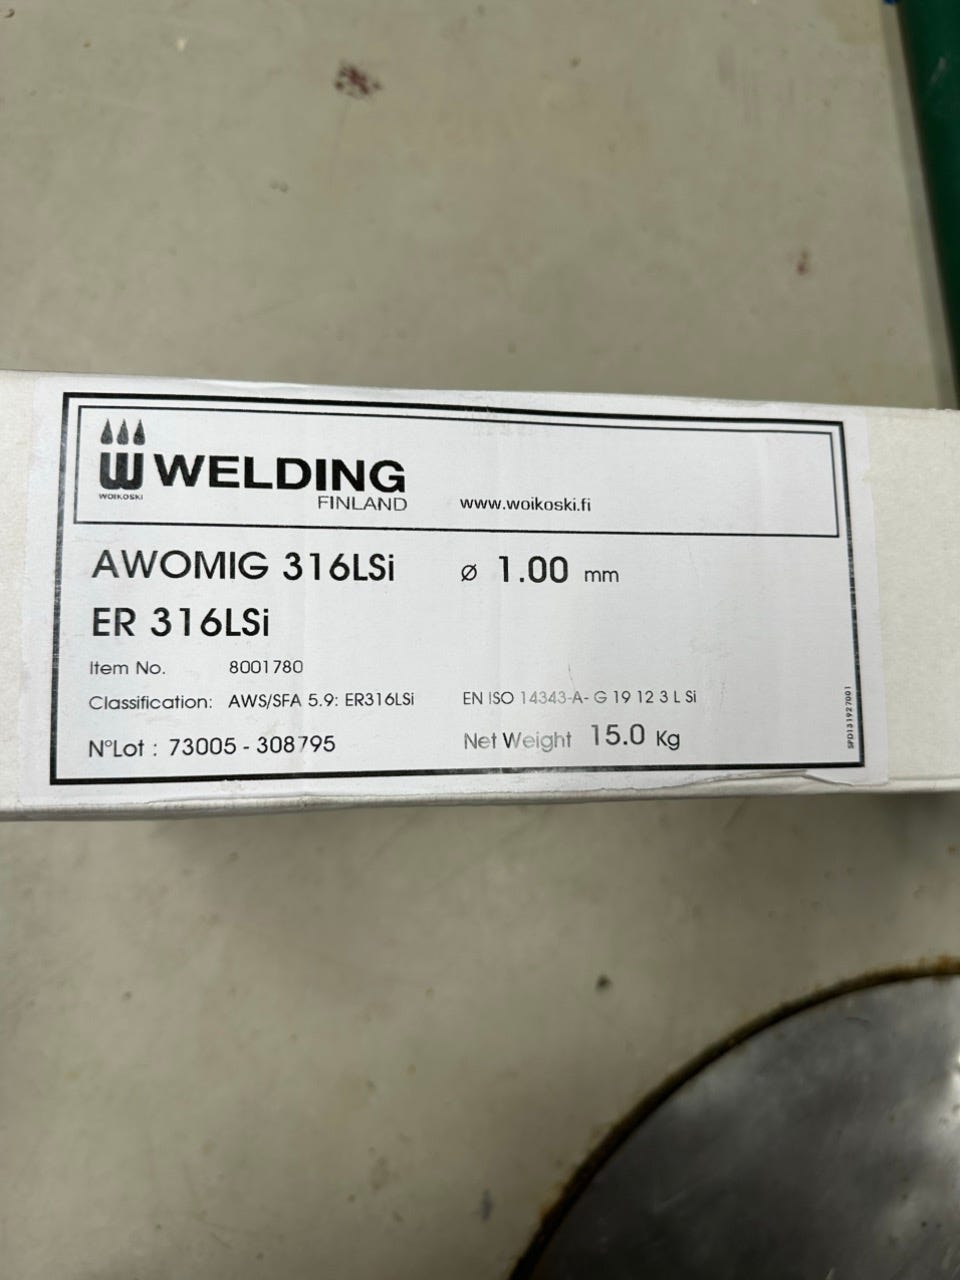 WELDING
WOIKOSKI
FINLAND
www.woikoski.fi
AWOMIG 316LSi ø 1.00 mm
ER 316LSi
Item No. 8001780
Classification: AWS/SFA 5.9: ER316LSi EN ISO 14343-A- G 19 12 3 L Si
N°Lot : 73005 - 308795 Net Weight 15.0 Kg
SPD131927001